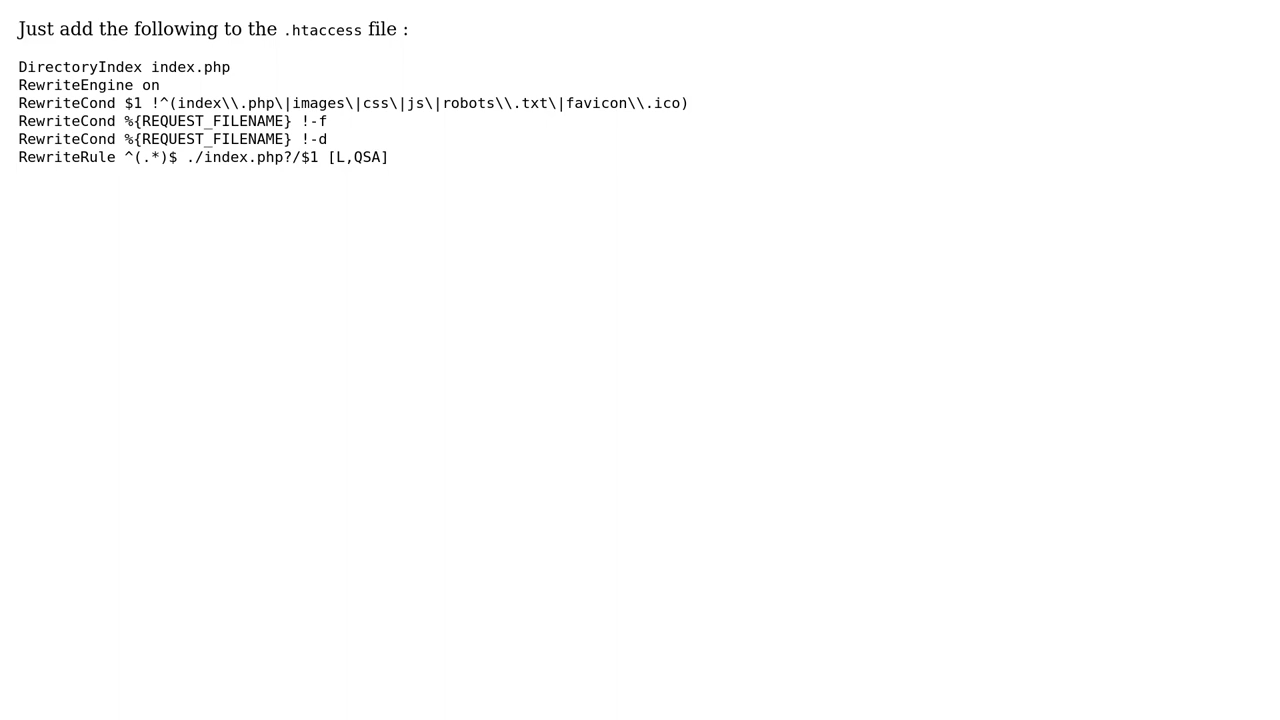 Just add the following to the .htaccess file :
DirectoryIndex index.php
RewriteEngine on
RewriteCond $1 !^(index\\.php\|images\|css\|js\|robots\\.txt\|favicon\\.ico)
RewriteCond %{REQUEST_FILENAME} !-f
RewriteCond %{REQUEST_FILENAME} !-d
RewriteRule ^(.*)$ ./index.php?/$1 [L,QSA]